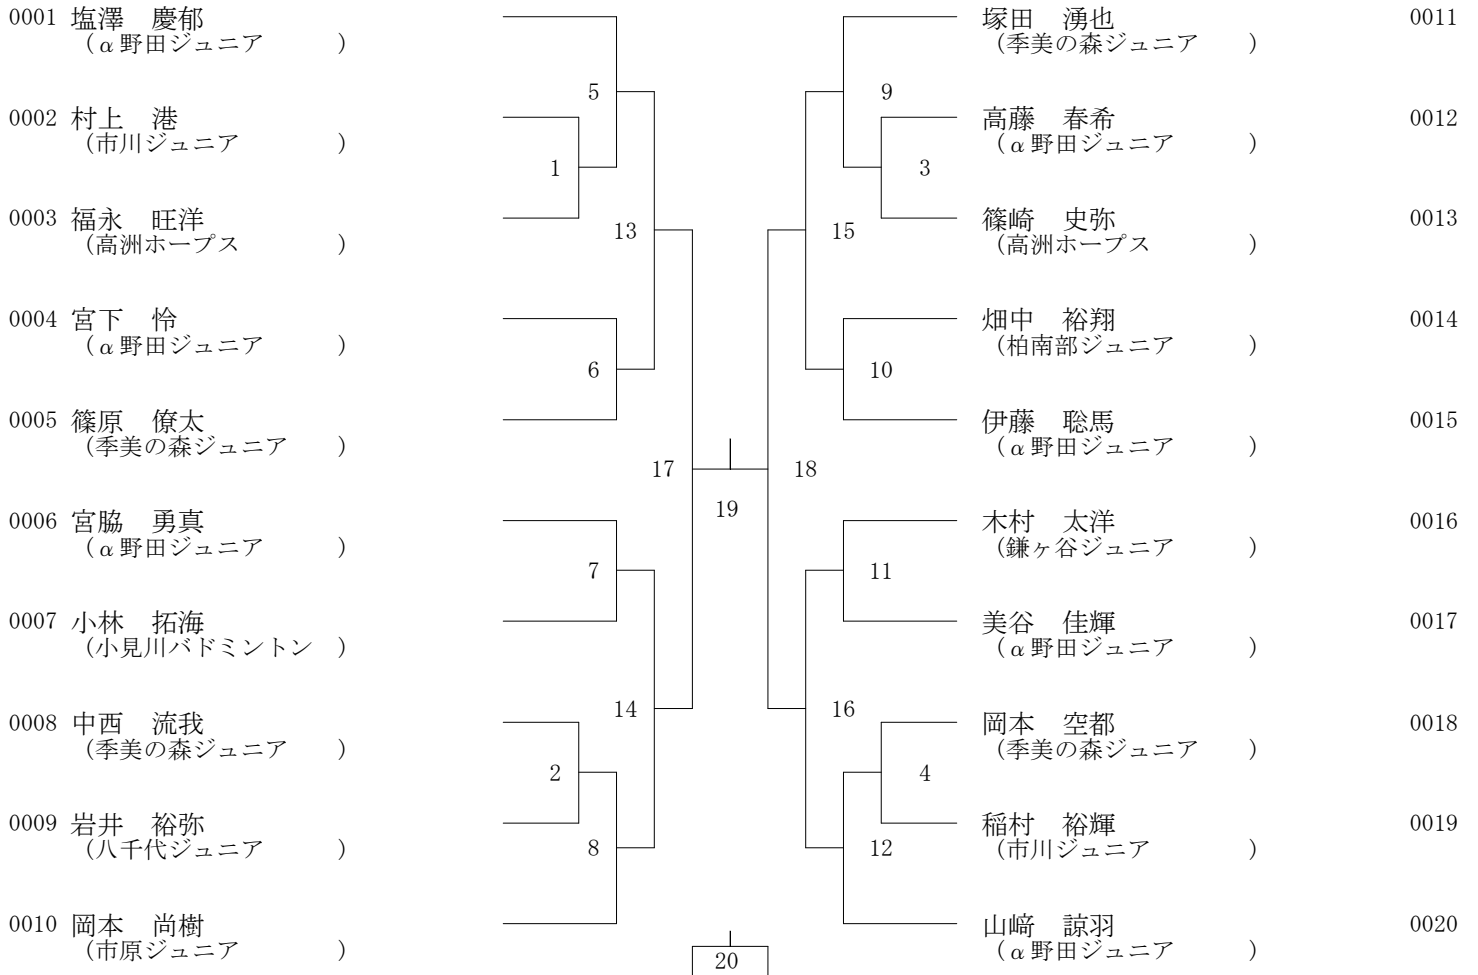 0001 塩澤　慶郁
（α野田ジュニア　　　）
0002 村上　港
（市川ジュニア　　　　）
0003 福永　旺洋
（高洲ホープス　　　　）
0004 宮下　怜
（α野田ジュニア　　　）
0005 篠原　僚太
（季美の森ジュニア　　）
0006 宮脇　勇真
（α野田ジュニア　　　）
0007 小林　拓海
（小見川バドミントン　）
0008 中西　流我
（季美の森ジュニア　　）
0009 岩井　裕弥
（八千代ジュニア　　　）
0010 岡本　尚樹
（市原ジュニア　　　　）
5
1
13
6
17
7
14
2
8
19
20
9
3
15
10
18
11
16
4
12
塚田　湧也 0011
（季美の森ジュニア　　）
高藤　春希 0012
（α野田ジュニア　　　）
篠崎　史弥 0013
（高洲ホープス　　　　）
畑中　裕翔 0014
（柏南部ジュニア　　　）
伊藤　聡馬 0015
（α野田ジュニア　　　）
木村　太洋 0016
（鎌ヶ谷ジュニア　　　）
美谷　佳輝 0017
（α野田ジュニア　　　）
岡本　空都 0018
（季美の森ジュニア　　）
稲村　裕輝 0019
（市川ジュニア　　　　）
山﨑　諒羽 0020
（α野田ジュニア　　　）